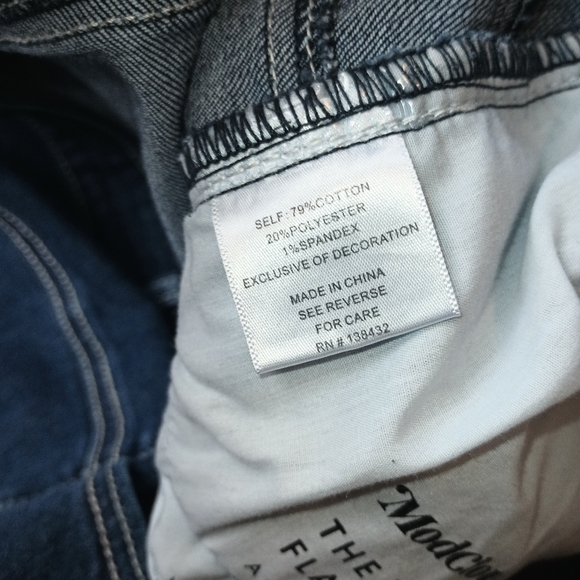 SELF: 79%COTTON
20%POLYESTER
1%SPANDEX
EXCLUSIVE OF DECORATION
MADE IN CHINA
SEE REVERSE
FOR CARE
RN # 138432
THE